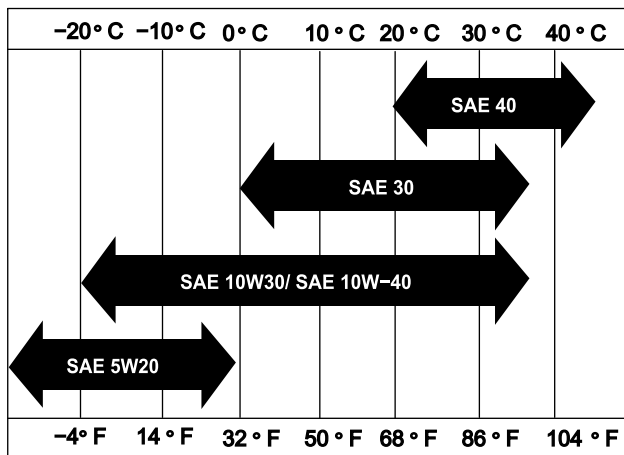 −20° C −10° C 0° C 10° C 20° C 30° C 40° C
SAE 40
SAE 30
SAE 10W30/ SAE 10W−40
SAE 5W20
−4° F 14° F 32° F 50° F 68° F 86° F 104° F